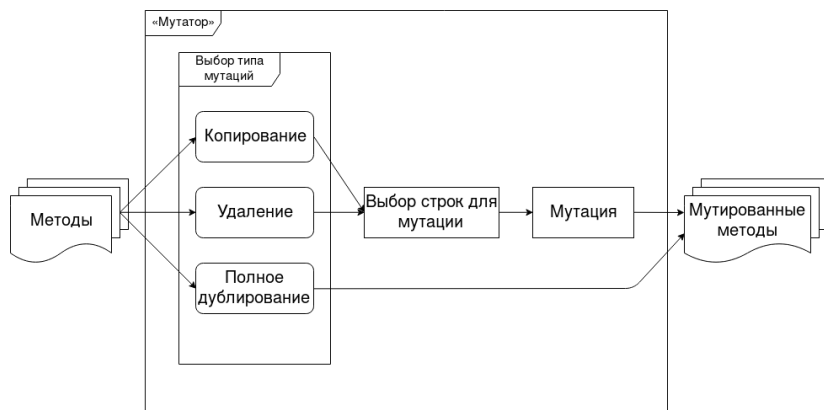 «Мутатор»
Выбор типа
мутаций
Копирование
Методы
Удаление
Выбор строк для
мутации
Мутация
Мутированные
методы
Полное
дублирование